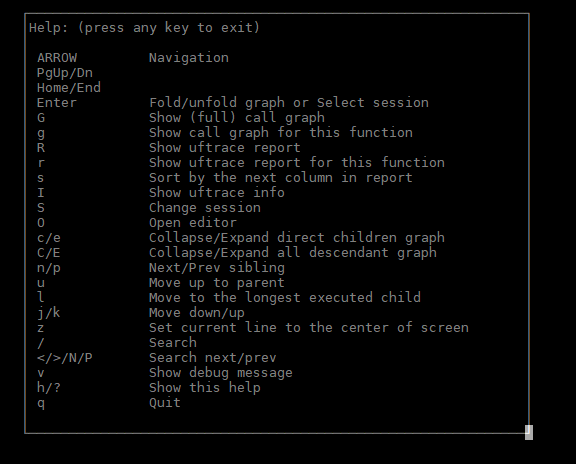 Help: (press any key to exit)
ARROW Navigation
PgUp/Dn
Home/End
Enter Fold/unfold graph or Select session
G Show (full) call graph
g Show call graph for this function
R Show uftrace report
r Show uftrace report for this function
s Sort by the next column in report
I Show uftrace info
S Change session
O Open editor
c/e Collapse/Expand direct children graph
C/E Collapse/Expand all descendant graph
n/p Next/Prev sibling
u Move up to parent
l Move to the longest executed child
j/k Move down/up
z Set current line to the center of screen
/ Search
</>/N/P Search next/prev
v Show debug message
h/? Show this help
q Quit